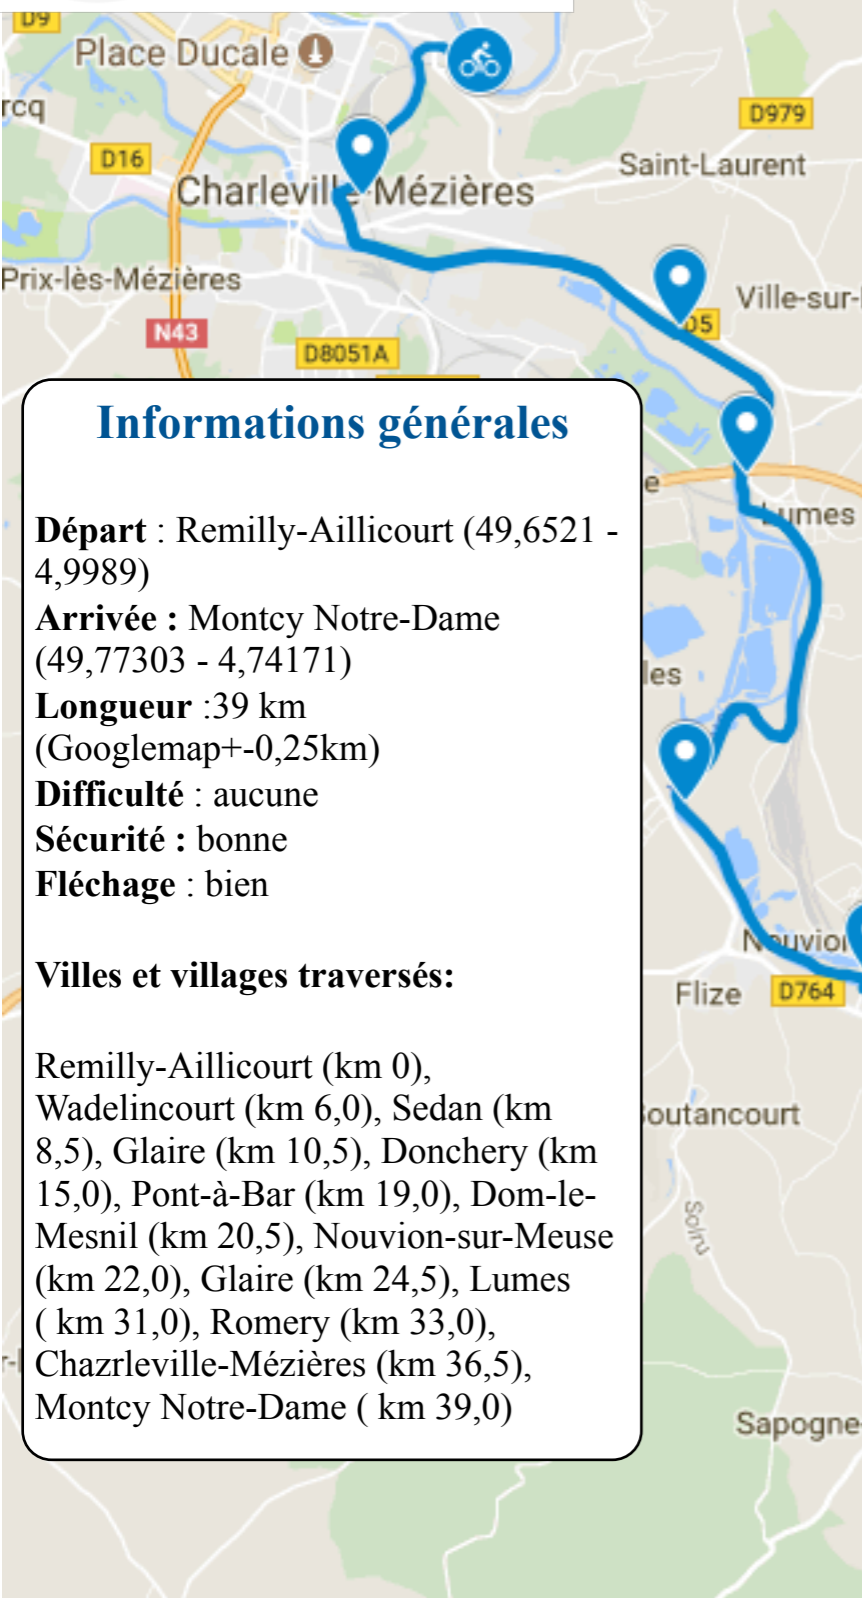 D9
Place Ducale
rcq
D979
D16
Saint-Laurent
Charleville-Mézières
Prix-lès-Mézières
Ville-sur-
N43
D5
D8051A
Informations générales
e
Lumes
Départ : Remilly-Aillicourt (49,6521 -
4,9989)
Arrivée : Montcy Notre-Dame
(49,77303 - 4,74171)
les
Longueur :39 km
(Googlemap+-0,25km)
Difficulté : aucune
Sécurité : bonne
Fléchage : bien
Nouvion
Villes et villages traversés:
Flize
D764
Remilly-Aillicourt (km 0),
Wadelincourt (km 6,0), Sedan (km
8,5), Glaire (km 10,5), Donchery (km
15,0), Pont-à-Bar (km 19,0), Dom-le-
Mesnil (km 20,5), Nouvion-sur-Meuse
(km 22,0), Glaire (km 24,5), Lumes
( km 31,0), Romery (km 33,0),
Chazrleville-Mézières (km 36,5),
Montcy Notre-Dame ( km 39,0)
outancourt
r-
Sapogne-